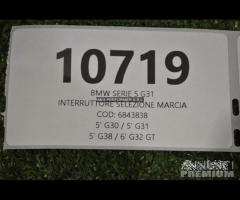 10719
BMW SERIE 5 G31
INTERRUTTORE SELEZIONE MARCIA
COD: 6843838
5' G30 / 5' G31
5' G38 / 6' G32 GT
PREMIUM